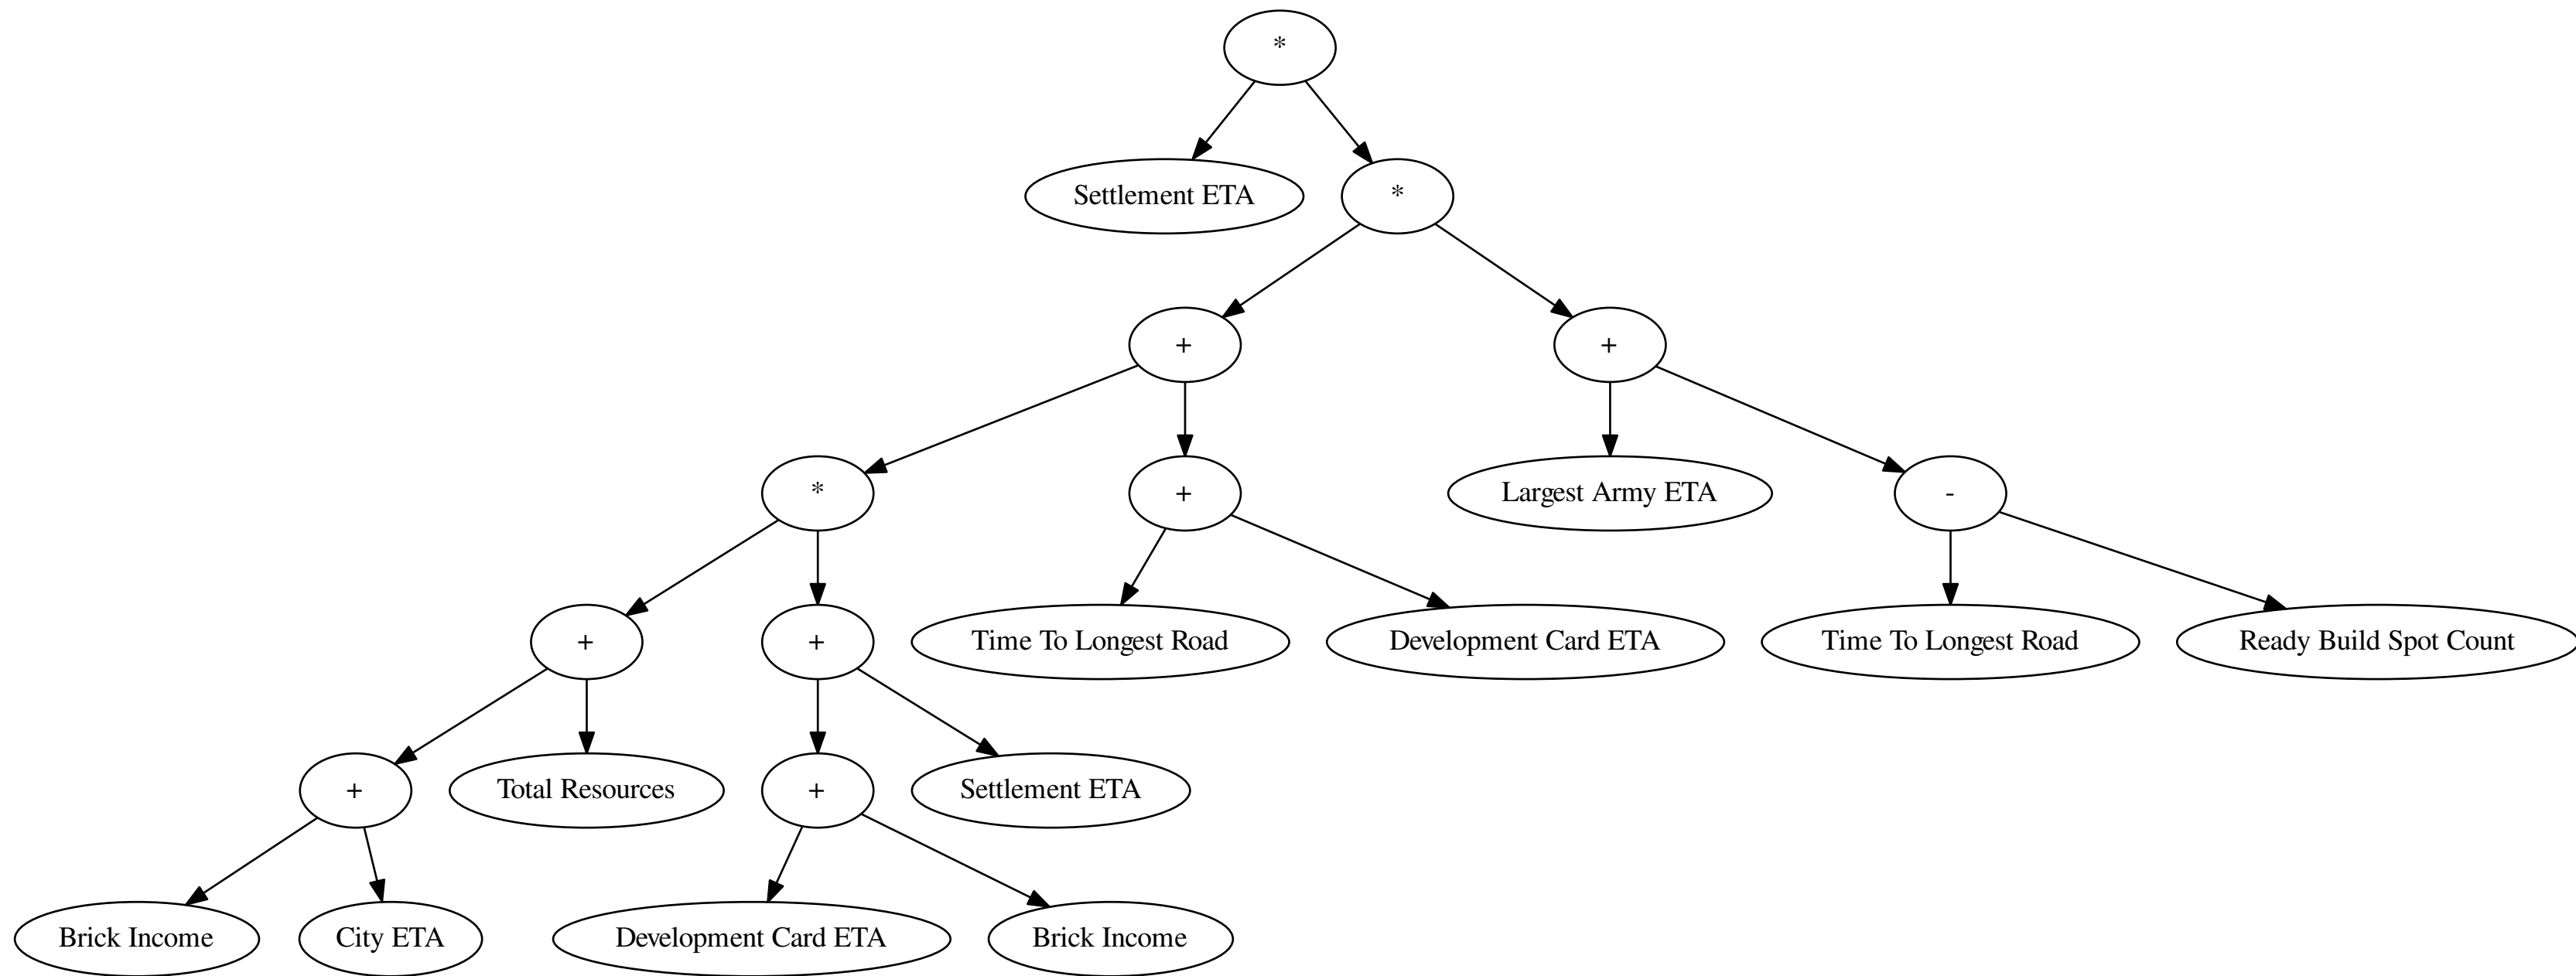 *
Settlement ETA
*
+
+
*
+
Largest Army ETA
-
+
+
Time To Longest Road
Development Card ETA
Time To Longest Road
Ready Build Spot Count
+
Total Resources
+
Settlement ETA
Brick Income
City ETA
Development Card ETA
Brick Income